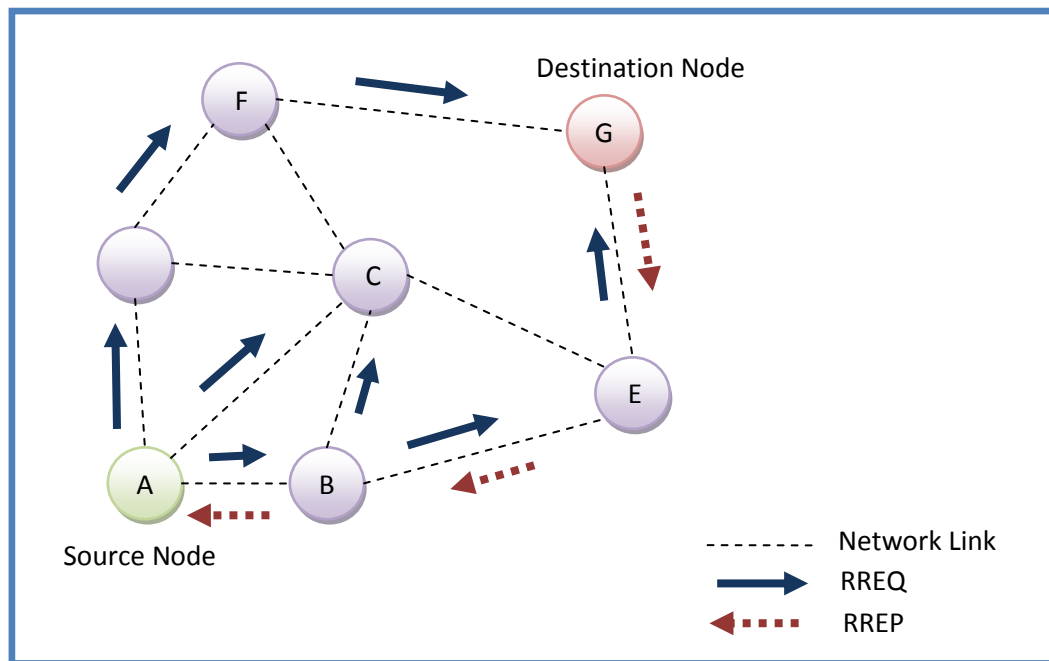 Destination Node
F
G
C
E
A
B
Source Node
Network Link
RREQ
RREP